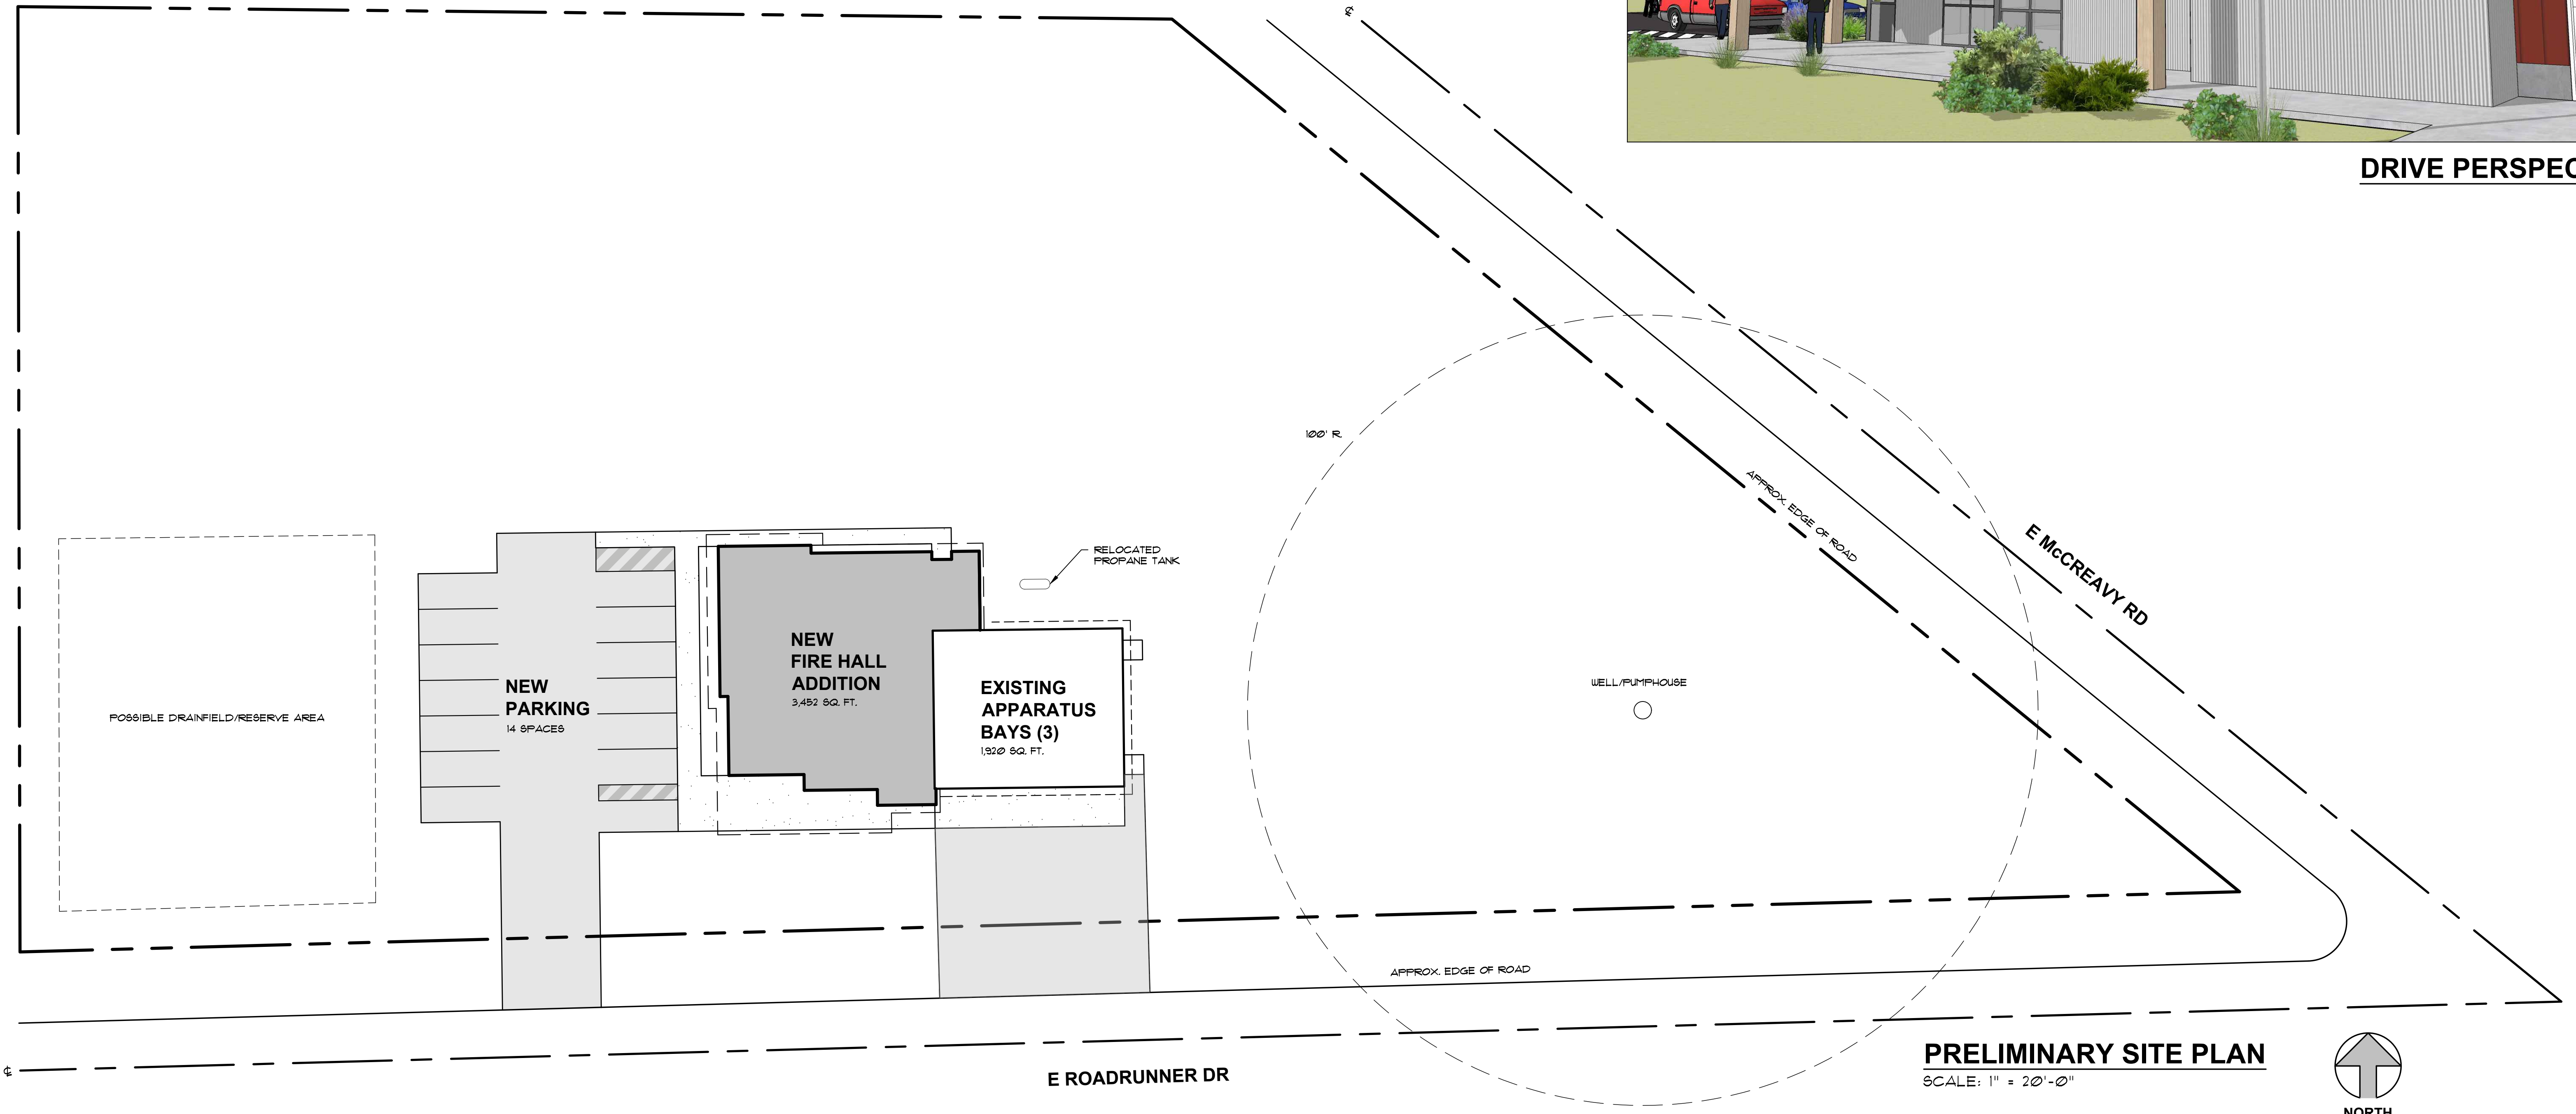 ℄
DRIVE PERSPEC
100' R.
APPROX. EDGE OF ROAD
E McCREAVY RD
RELOCATED
PROPANE TANK
NEW
FIRE HALL
ADDITION
3,452 SQ. FT.
NEW
PARKING
14 SPACES
EXISTING
APPARATUS
BAYS (3)
1,920 SQ. FT.
POSSIBLE DRAINFIELD/RESERVE AREA
WELL/PUMPHOUSE
APPROX. EDGE OF ROAD
℄
E ROADRUNNER DR
PRELIMINARY SITE PLAN
SCALE: 1" = 20'-0"
NORTH